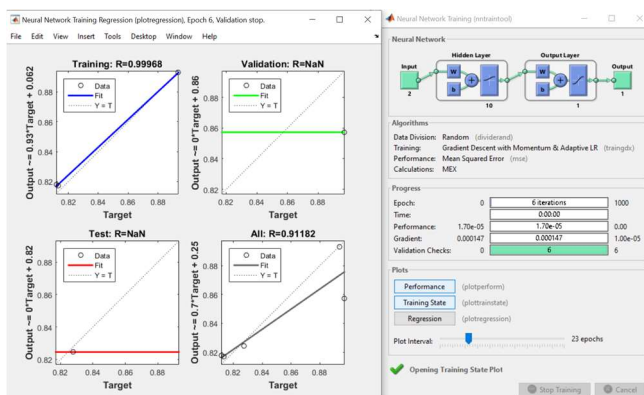 Neural Network Training Regression (plotregression), Epoch 6, Validation stop.
File Edit View Insert Tools Desktop Window Help
Training: R=0.99968
Output ~= 0.93*Target + 0.062
0.88
0.86
0.84
0.82
Data
Fit
Y = T
0.82 0.84 0.86 0.88
Target
Validation: R=NaN
Output ~= 0*Target + 0.86
0.88
0.86
0.84
0.82
Data
Fit
Y = T
0.82 0.84 0.86 0.88
Target
Test: R=NaN
Output ~= 0*Target + 0.82
0.88
0.86
0.84
0.82
Data
Fit
Y = T
0.82 0.84 0.86 0.88
Target
All: R=0.91182
Output ~= 0.7*Target + 0.25
0.88
0.86
0.84
0.82
Data
Fit
Y = T
0.82 0.84 0.86 0.88
Target
Neural Network Training (nntraintool)
Neural Network
Hidden Layer Output Layer
Input Output
W W
b b
2 10 1 1
Algorithms
Data Division: Random (dividerand)
Training: Gradient Descent with Momentum & Adaptive LR (traingdx)
Performance: Mean Squared Error (mse)
Calculations: MEX
Progress
Epoch: 0 6 iterations 1000
Time: 0:00:00
Performance: 1.70e-05 1.70e-05 0.00
Gradient: 0.000147 0.000147 1.00e-05
Validation Checks: 0 6 6
Plots
Performance (plotperform)
Training State (plottrainstate)
Regression (plotregression)
Plot Interval: 23 epochs
Opening Training State Plot
Stop Training Cancel